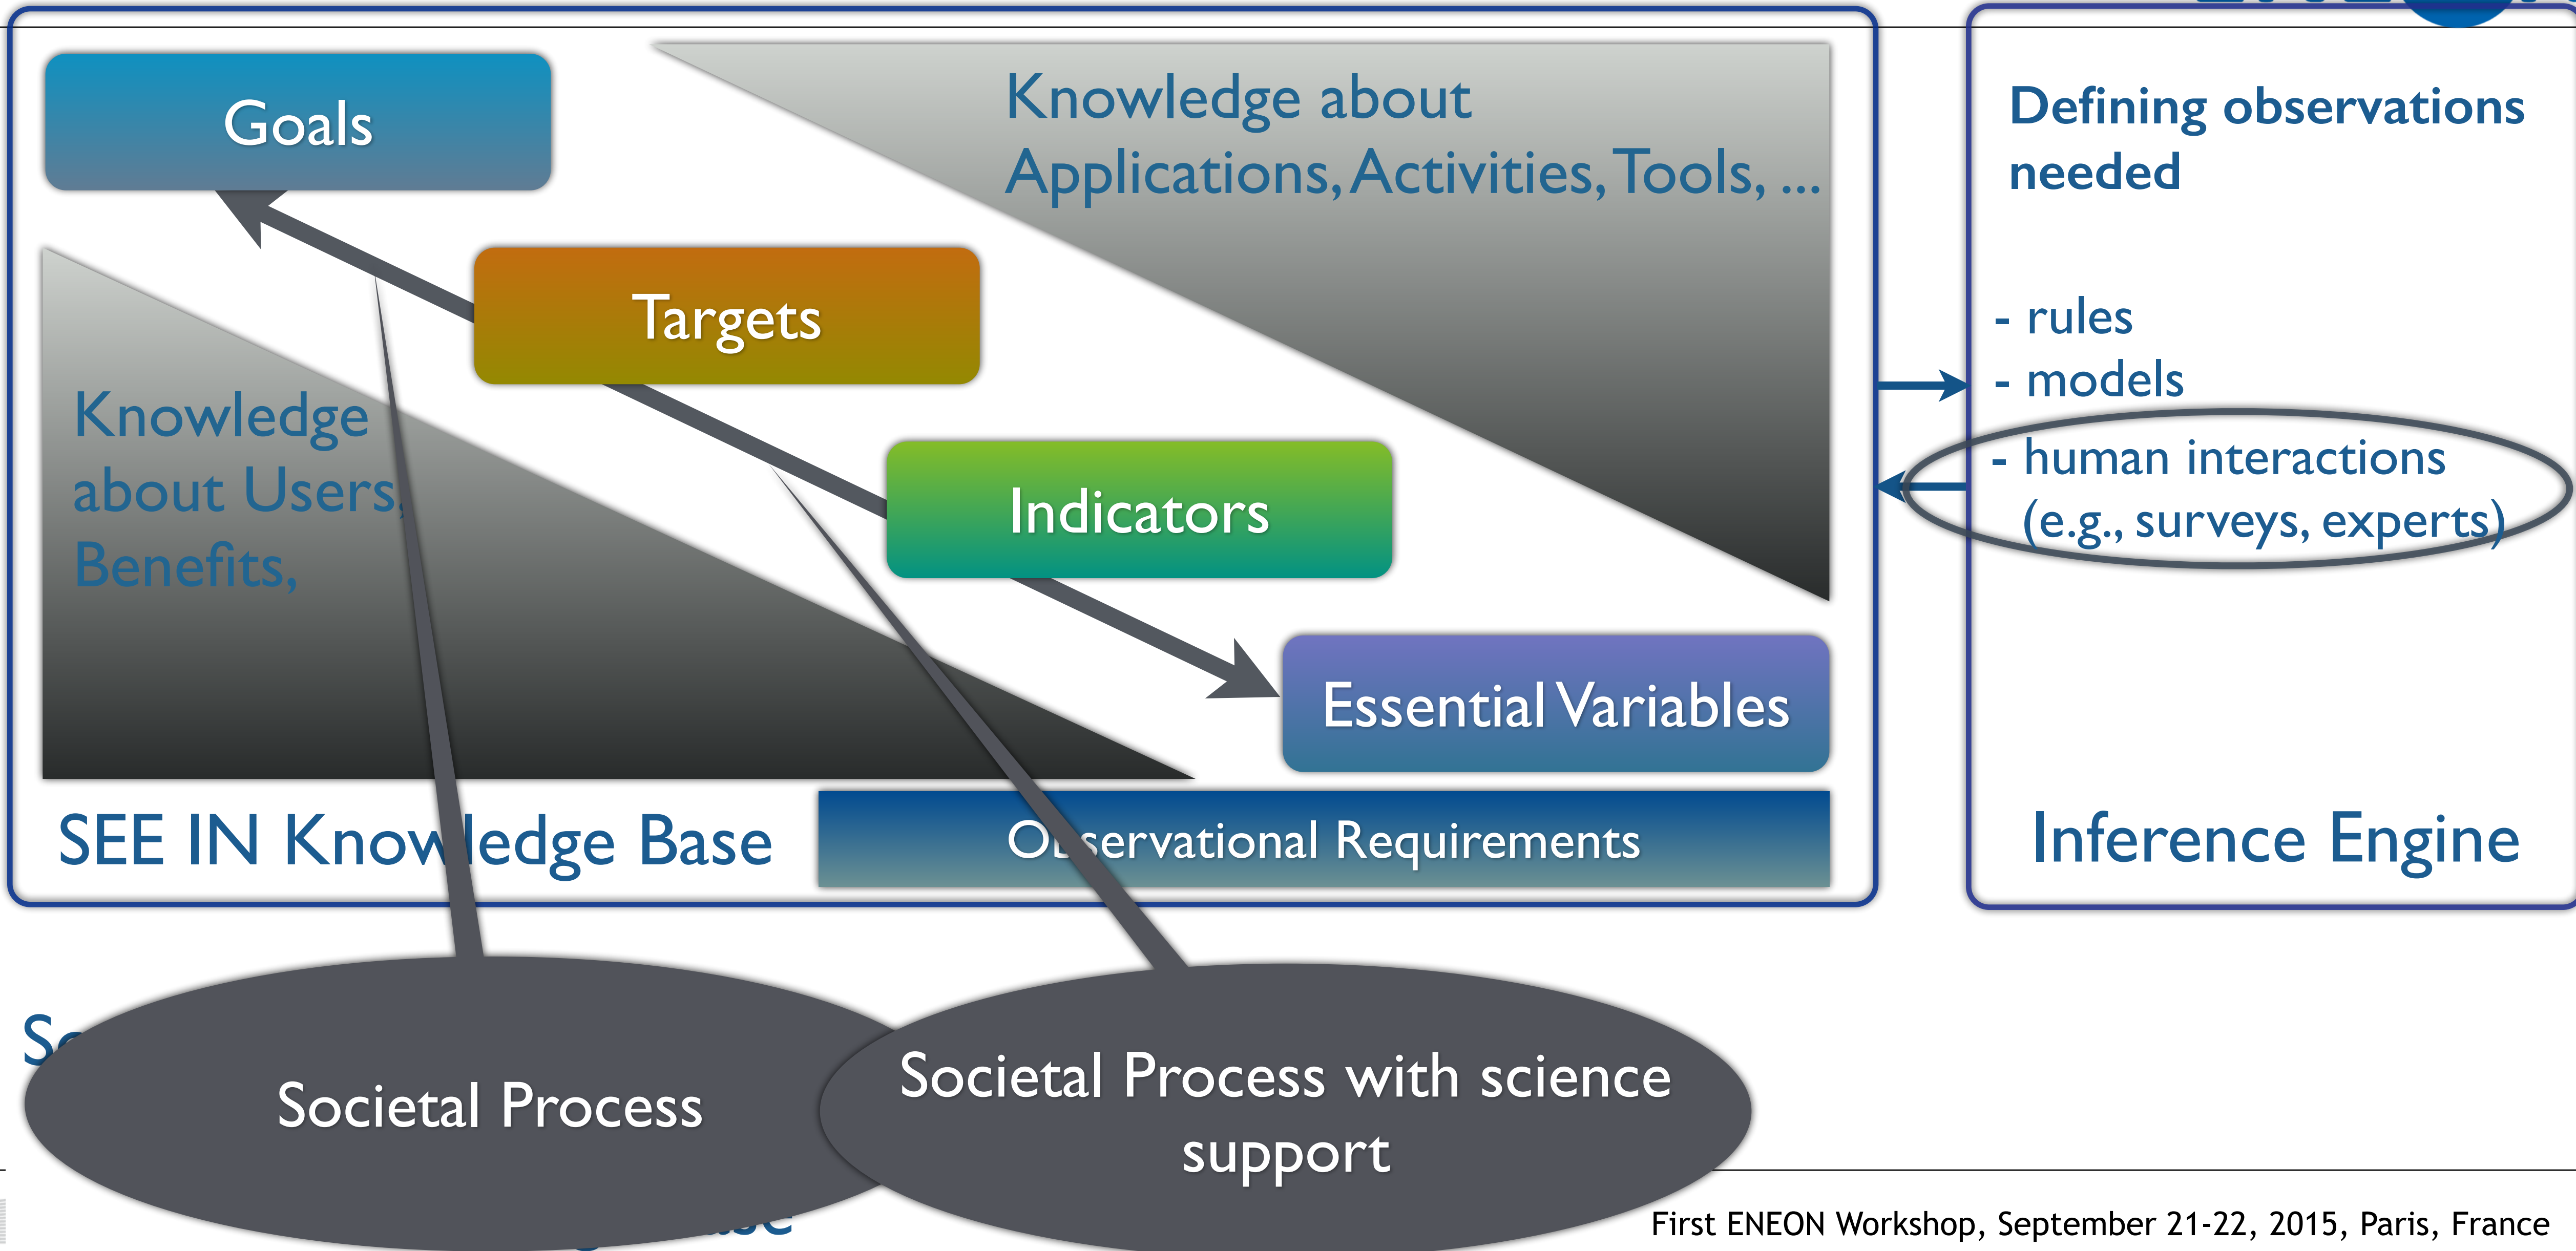 Goals
Knowledge about
Applications, Activities, Tools, ...
Targets
Knowledge
about Users,
Benefits,
Indicators
Essential Variables
SEE IN Knowledge Base
Observational Requirements
Defining observations
needed
- rules
- models
- human interactions
(e.g., surveys, experts)
Inference Engine
Societal Process
Societal Process with science
support
First ENEON Workshop, September 21-22, 2015, Paris, France